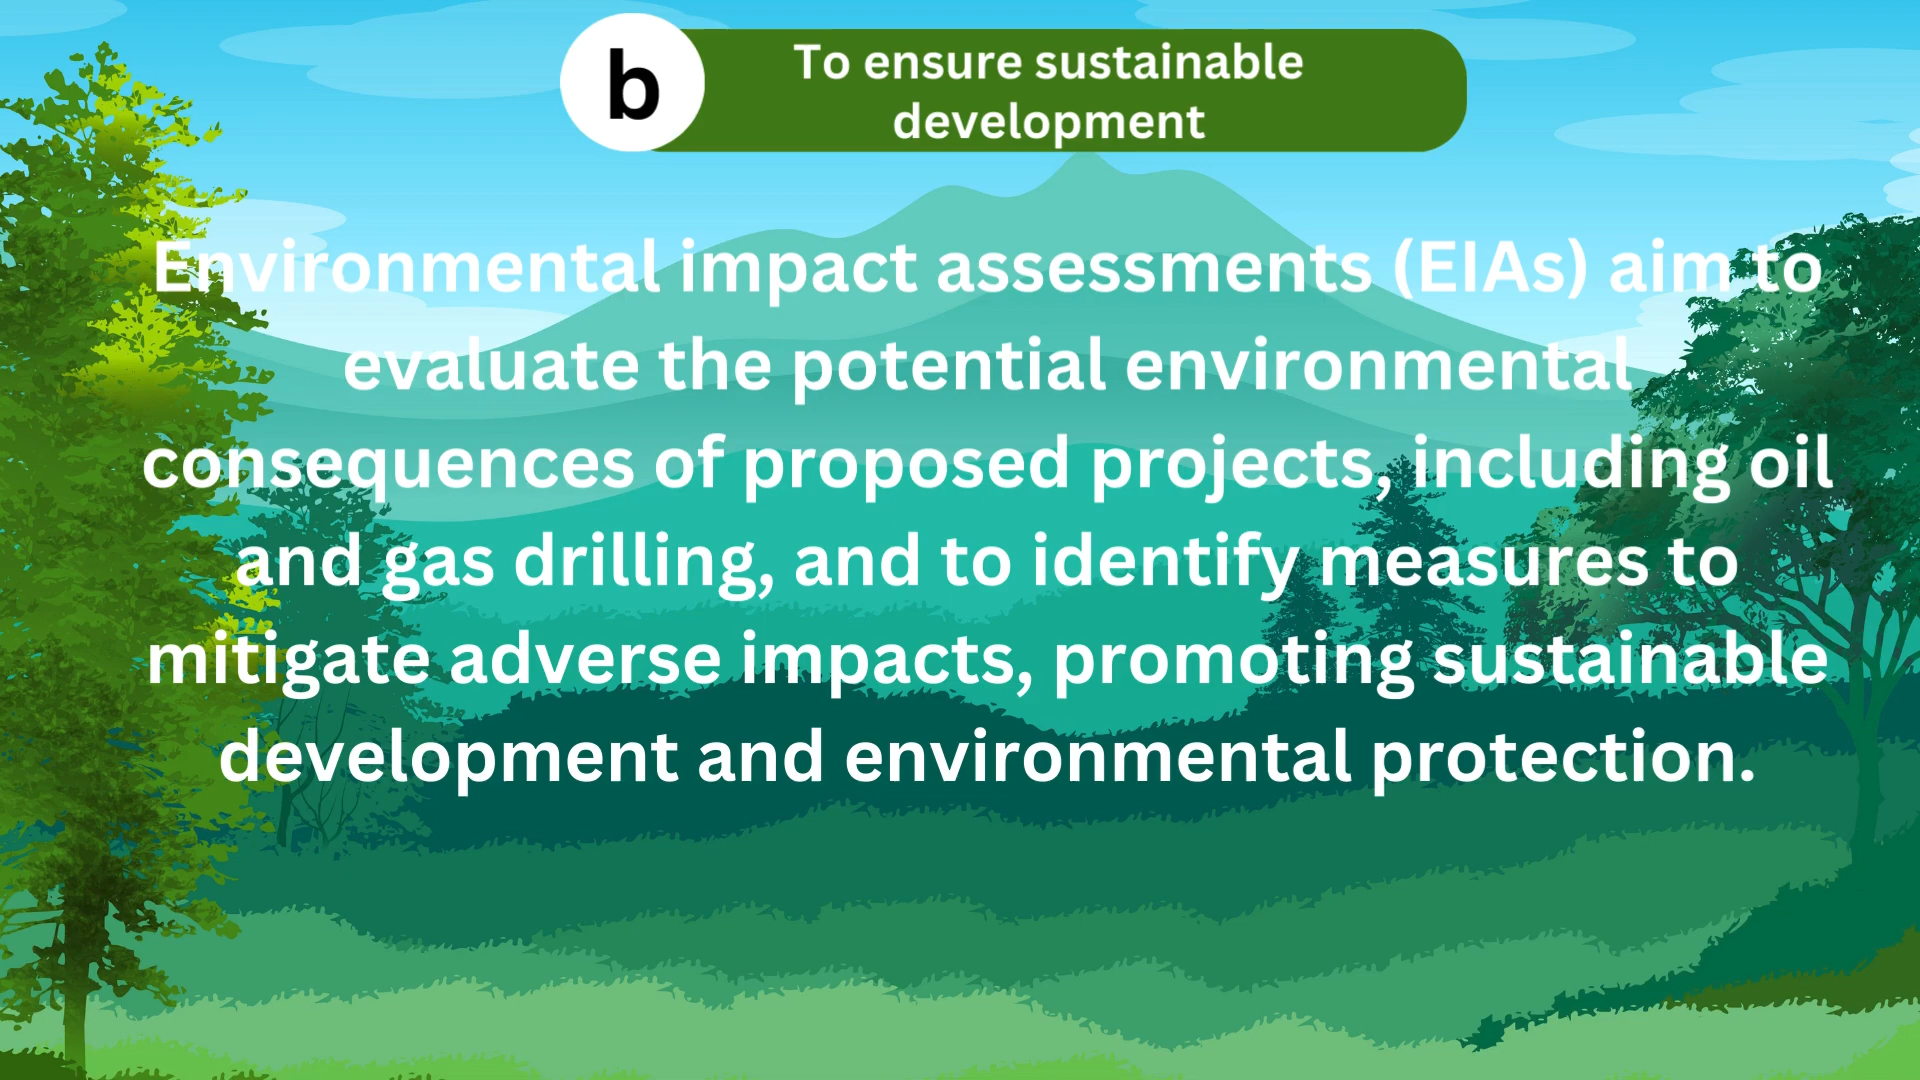 b
To ensure sustainable
development
Environmental impact assessments (EIAs) aim to
evaluate the potential environmental
consequences of proposed projects, including oil
and gas drilling, and to identify measures to
mitigate adverse impacts, promoting sustainable
development and environmental protection.